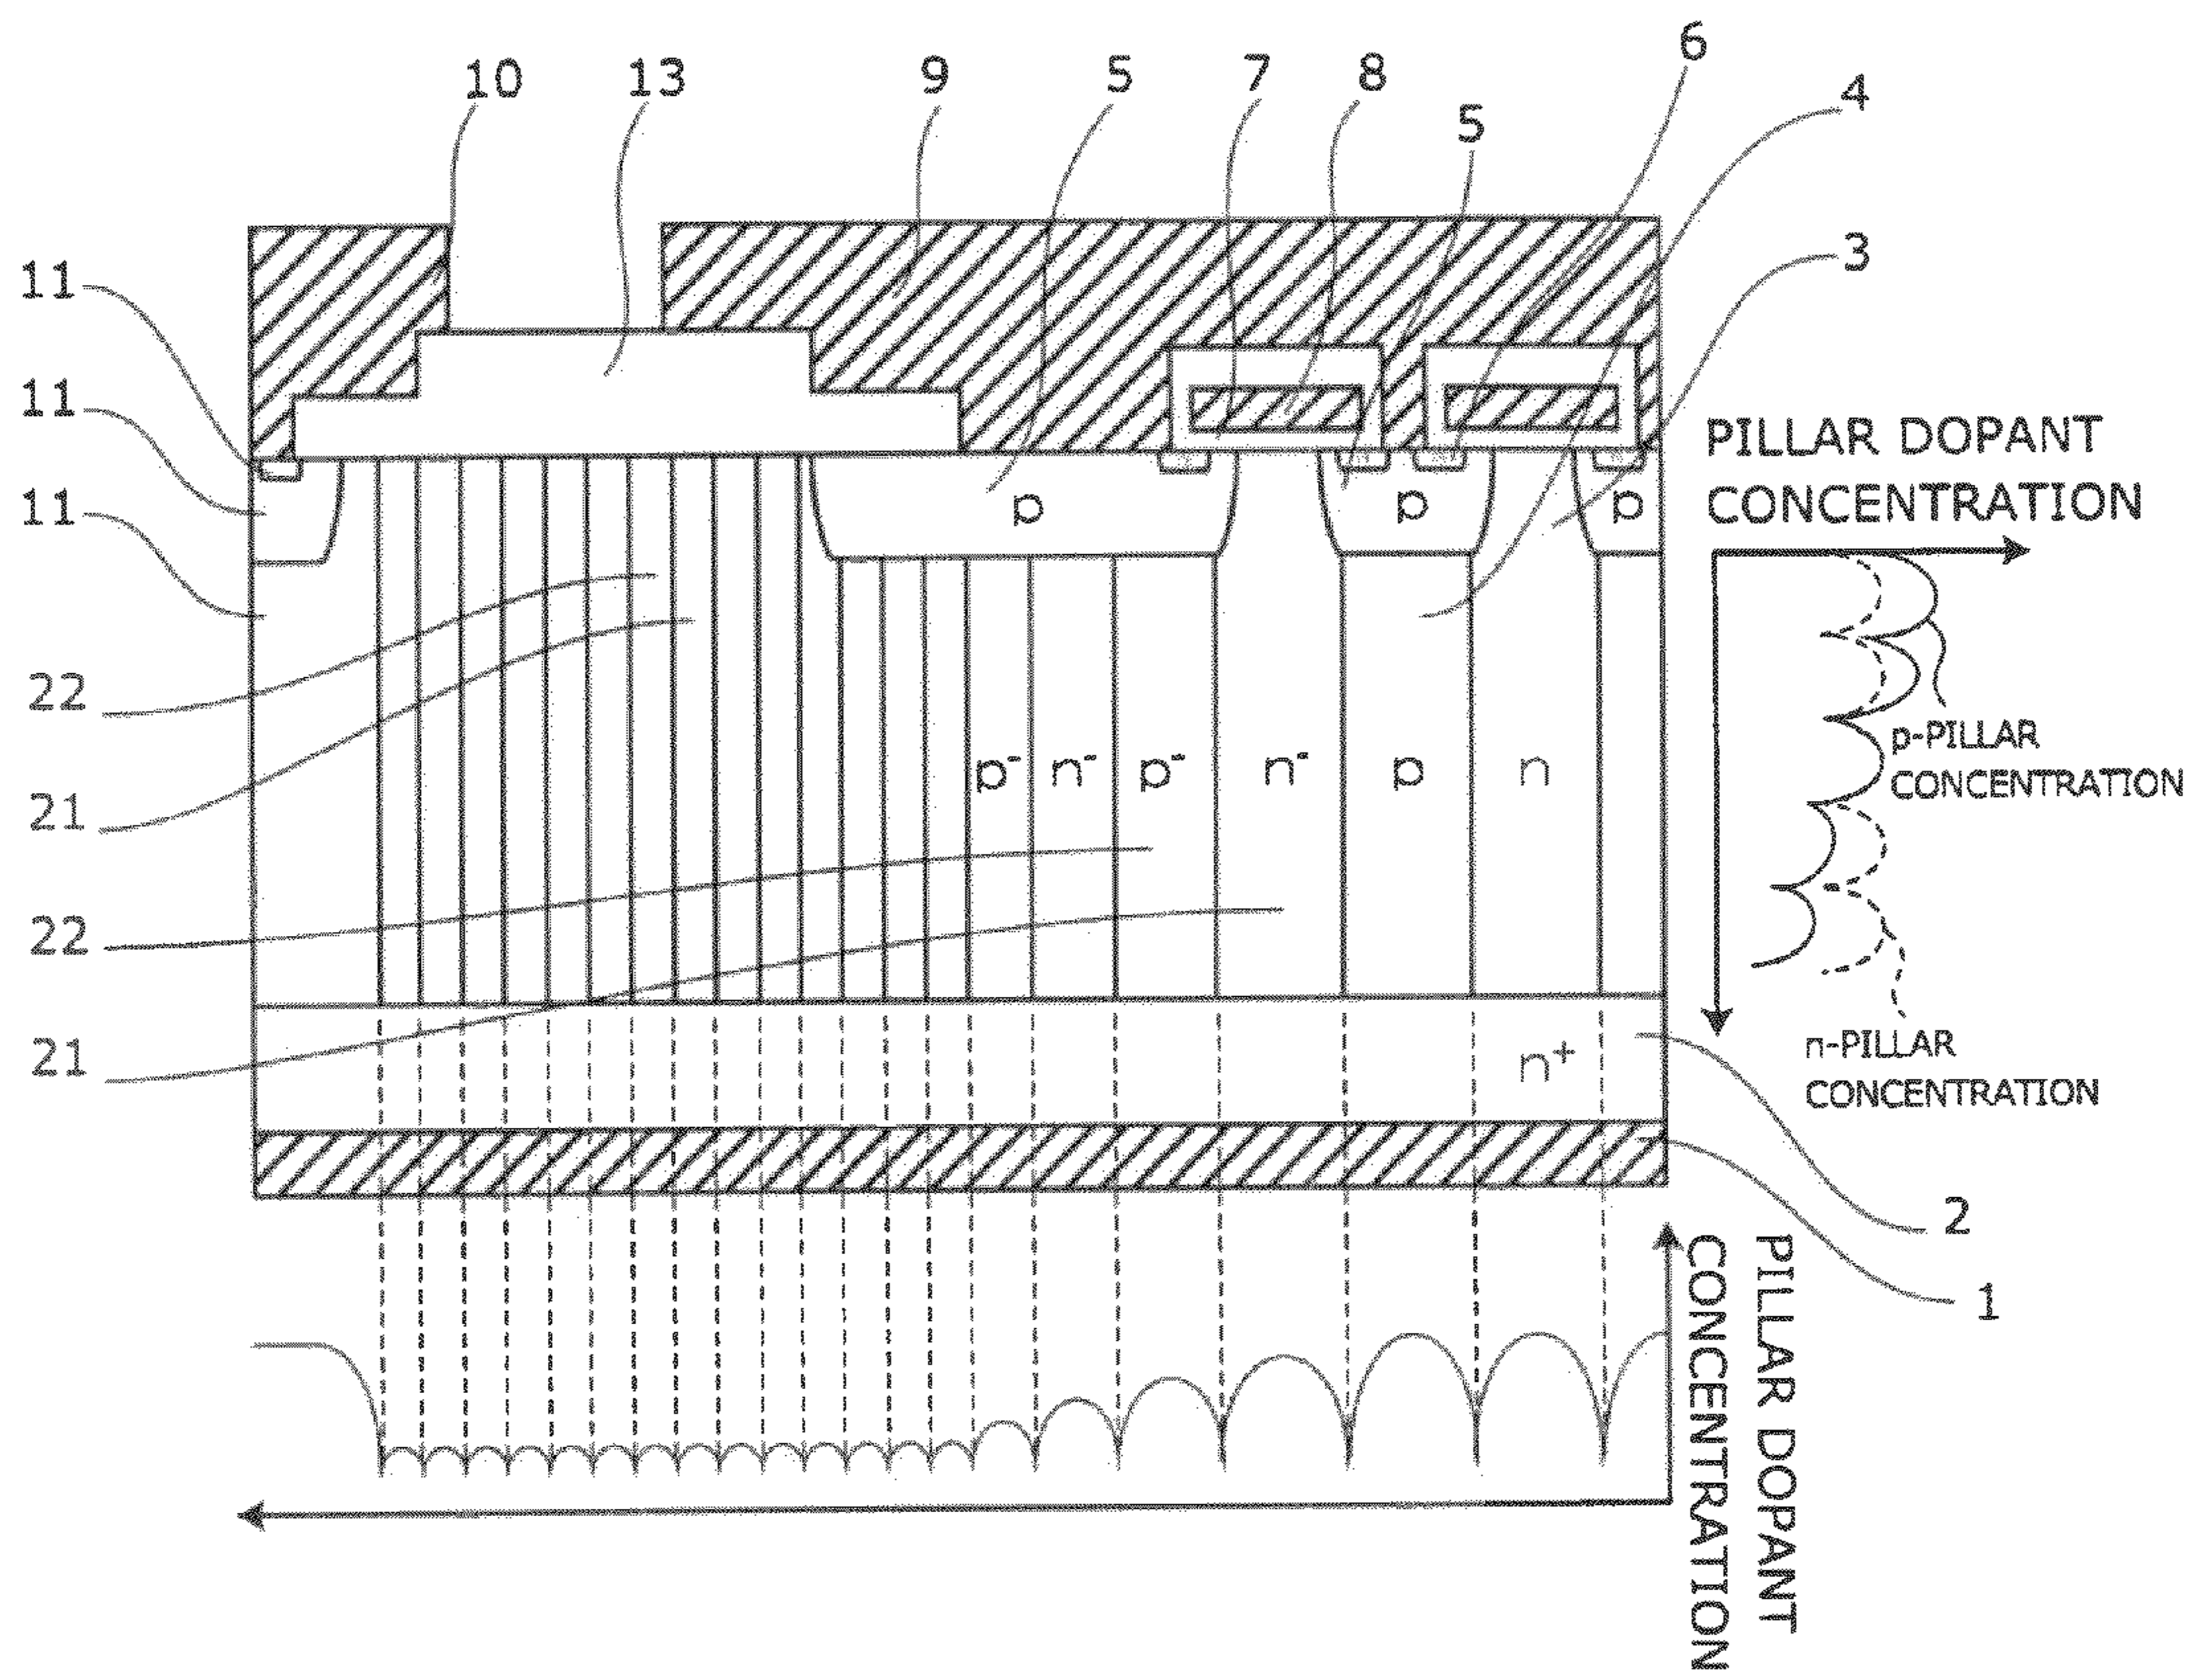 10
13
9
5
7
8
5
6
4
3
11
11
11
p
p
p
PILLAR DOPANT
CONCENTRATION
22
21
22
21
p-
n-
p-
n-
p
n
p-PILLAR
CONCENTRATION
n+
n-PILLAR
CONCENTRATION
2
1
PILLAR DOPANT
CONCENTRATION